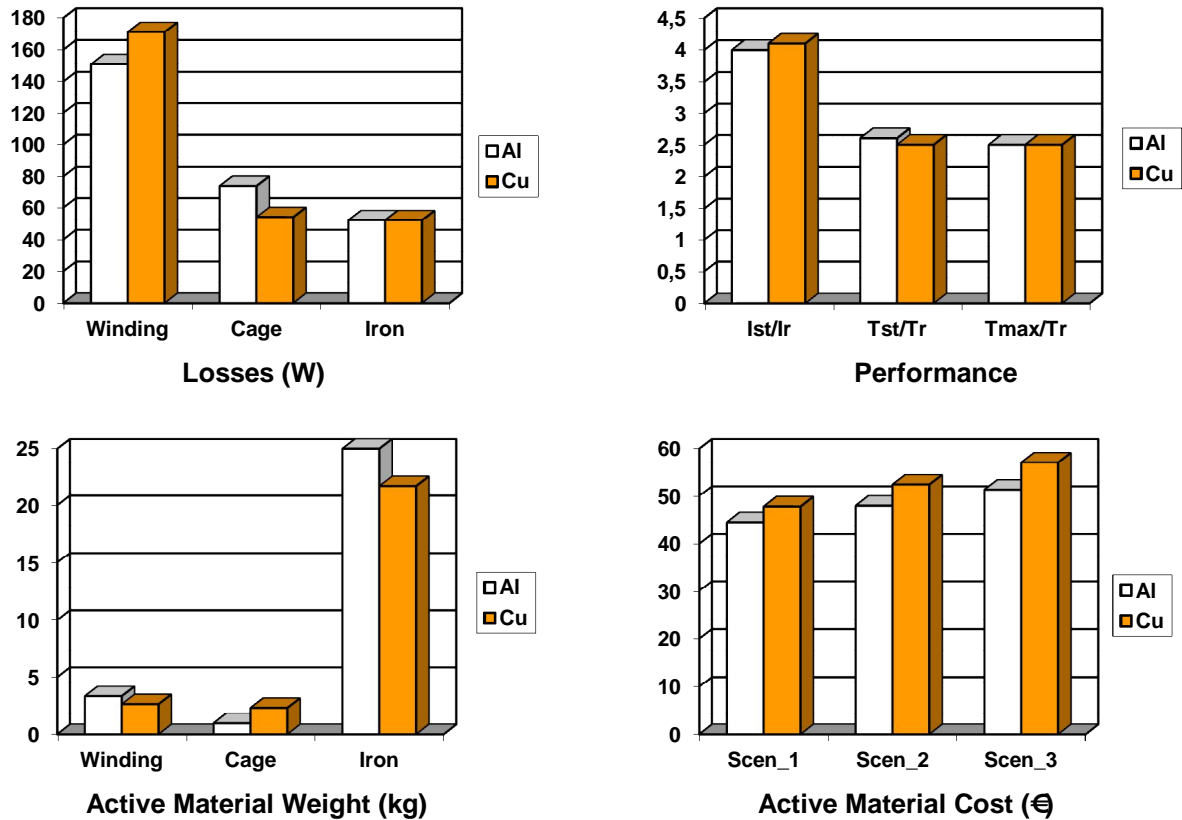 180
160
140
120
100
80
60
40
20
0
Winding Cage Iron
Losses (W)
Al
Cu
4,5
4
3,5
3
2,5
2
1,5
1
0,5
0
Ist/Ir Tst/Tr Tmax/Tr
Performance
Al
Cu
25
20
15
10
5
0
Winding Cage Iron
Active Material Weight (kg)
Al
Cu
60
50
40
30
20
10
0
Scen_1 Scen_2 Scen_3
Active Material Cost (€)
Al
Cu